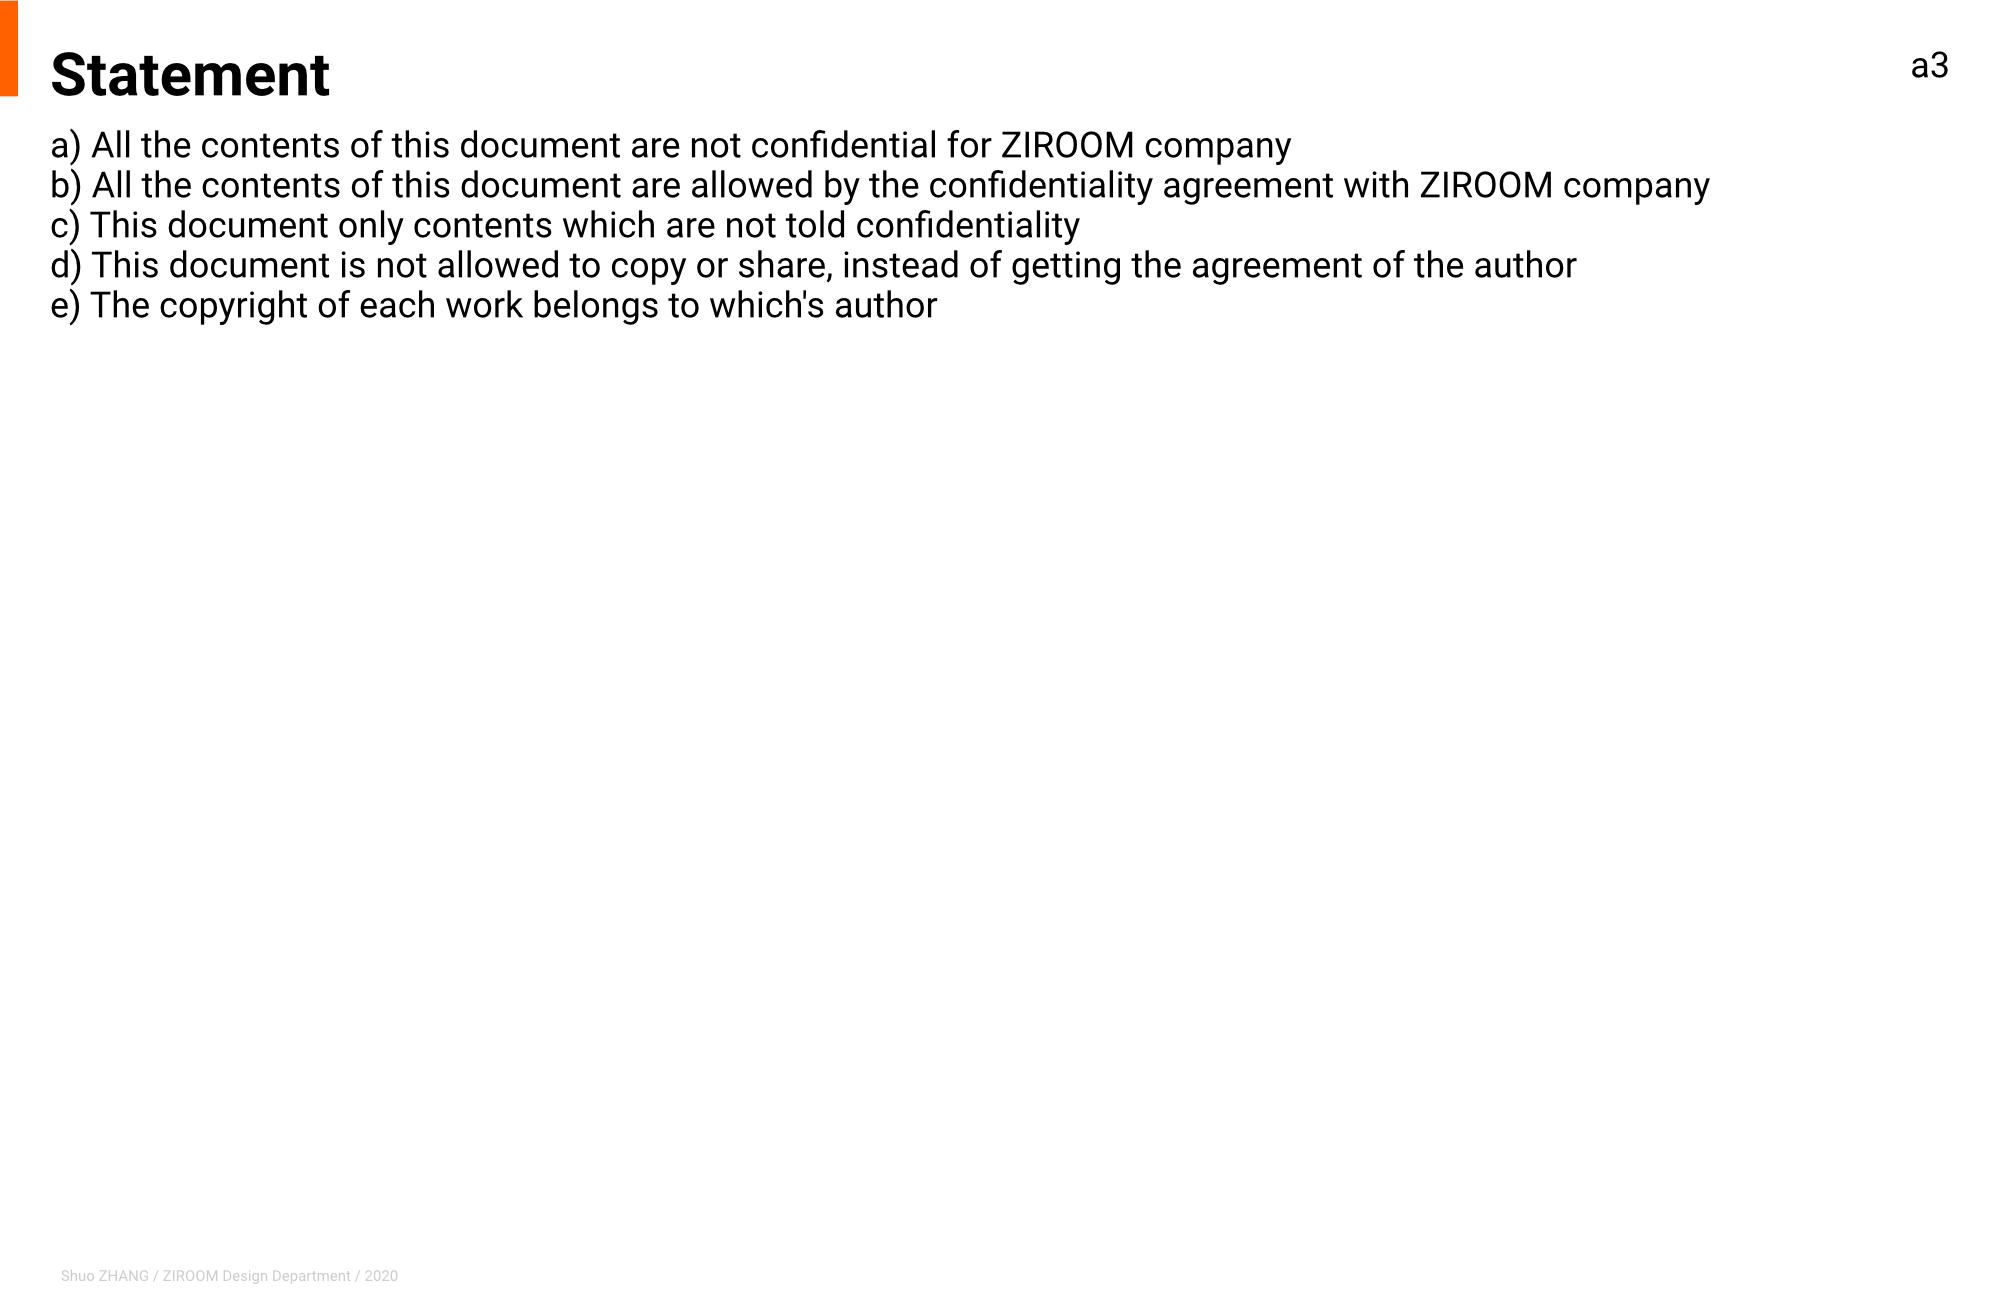 Statement
a3
a) All the contents of this document are not confidential for ZIROOM company
b) All the contents of this document are allowed by the confidentiality agreement with ZIROOM company
c) This document only contents which are not told confidentiality
d) This document is not allowed to copy or share, instead of getting the agreement of the author
e) The copyright of each work belongs to which's author
Shuo ZHANG / ZIROOM Design Department / 2020